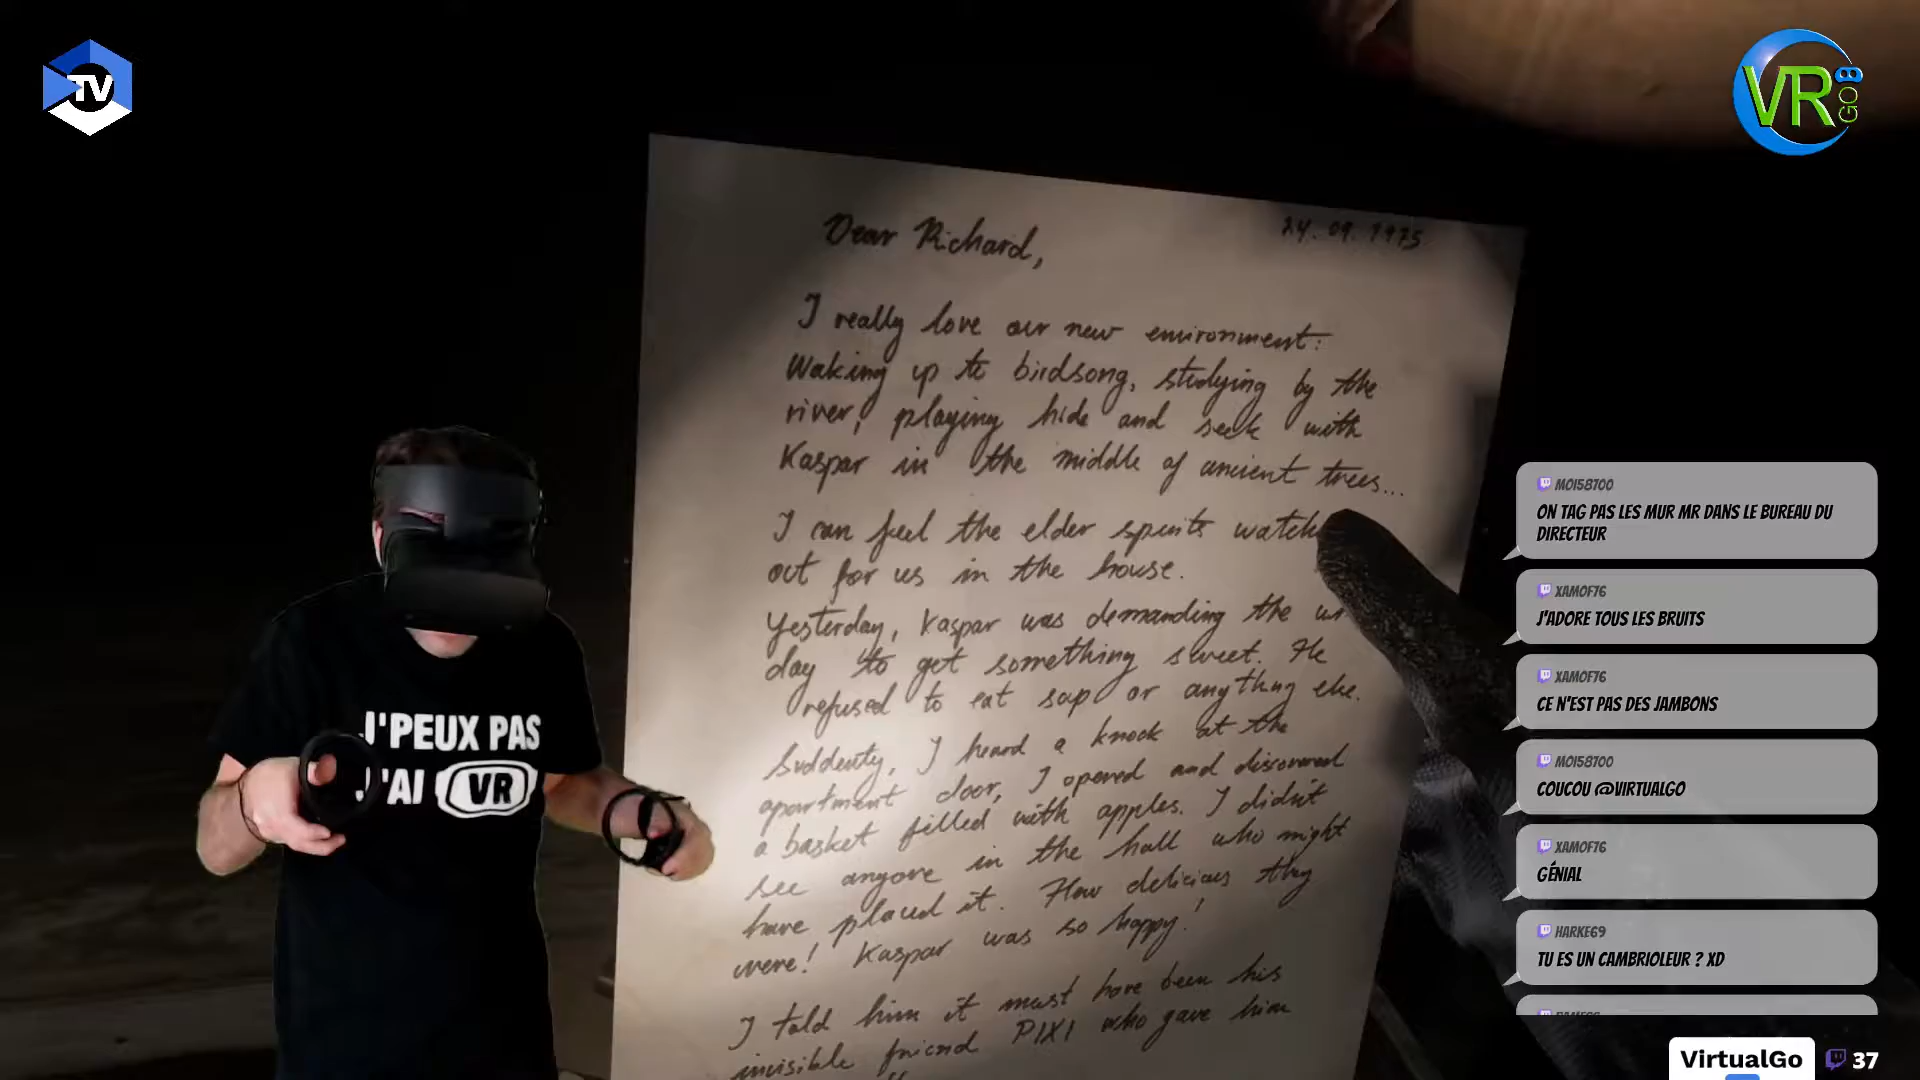 TV
VR
GO
Dear Richard,
24. 09. 1975
I really love our new environment:
Waking up to birdsong, studying by the
river, playing hide and seek with
Kaspar in the middle of ancient trees...
I can feel the elder spirits watch
out for us in the house.
Yesterday, Kaspar was demanding the
day to get something sweet. He
refused to eat sap or anything else.
Suddenty, I heard a knock at the
apartment door, I opened and discovered
a basket filled with apples. I didn't
see anyone in the hall who might
have placed it. How delicious they
were! Kaspar was so happy!
I told him it must have been his
invisible friend PIXI who gave him
J'PEUX PAS
J'AI VR
MOI58700
ON TAG PAS LES MUR MR DANS LE BUREAU DU
DIRECTEUR
XAMOF76
J'ADORE TOUS LES BRUITS
XAMOF76
CE N'EST PAS DES JAMBONS
MOI58700
COUCOU @VIRTUALGO
XAMOF76
GÉNIAL
HARKE69
TU ES UN CAMBRIOLEUR ? XD
VirtualGo
37